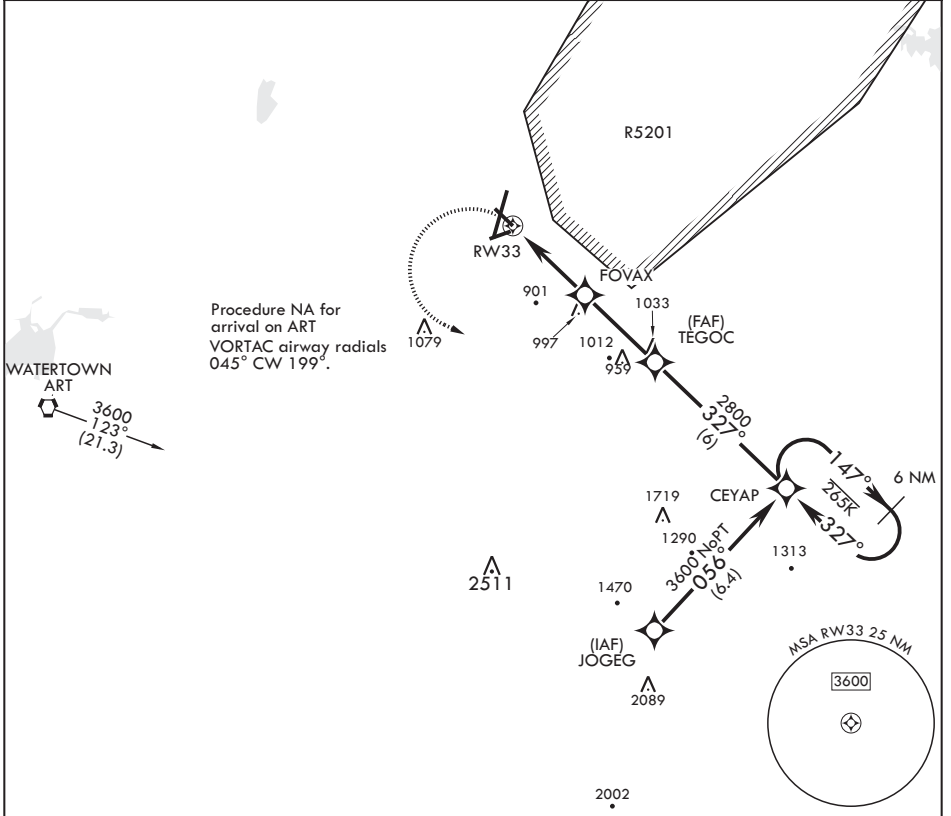 R5201
RW33
FOVAX
901
1033
(FAF)
TEGOC
997
1012
959
Procedure NA for
arrival on ART
VORTAC airway radials
045° CW 199°.
1079
WATERTOWN
ART
3600
123°
(21.3)
2800
327°
(6)
CEYAP
147°
265K
327°
6 NM
1719
1290
1313
3600 NoPT
056°
(6.4)
2511
1470
(IAF)
JOGEG
2089
MSA RW33 25 NM
3600
2002